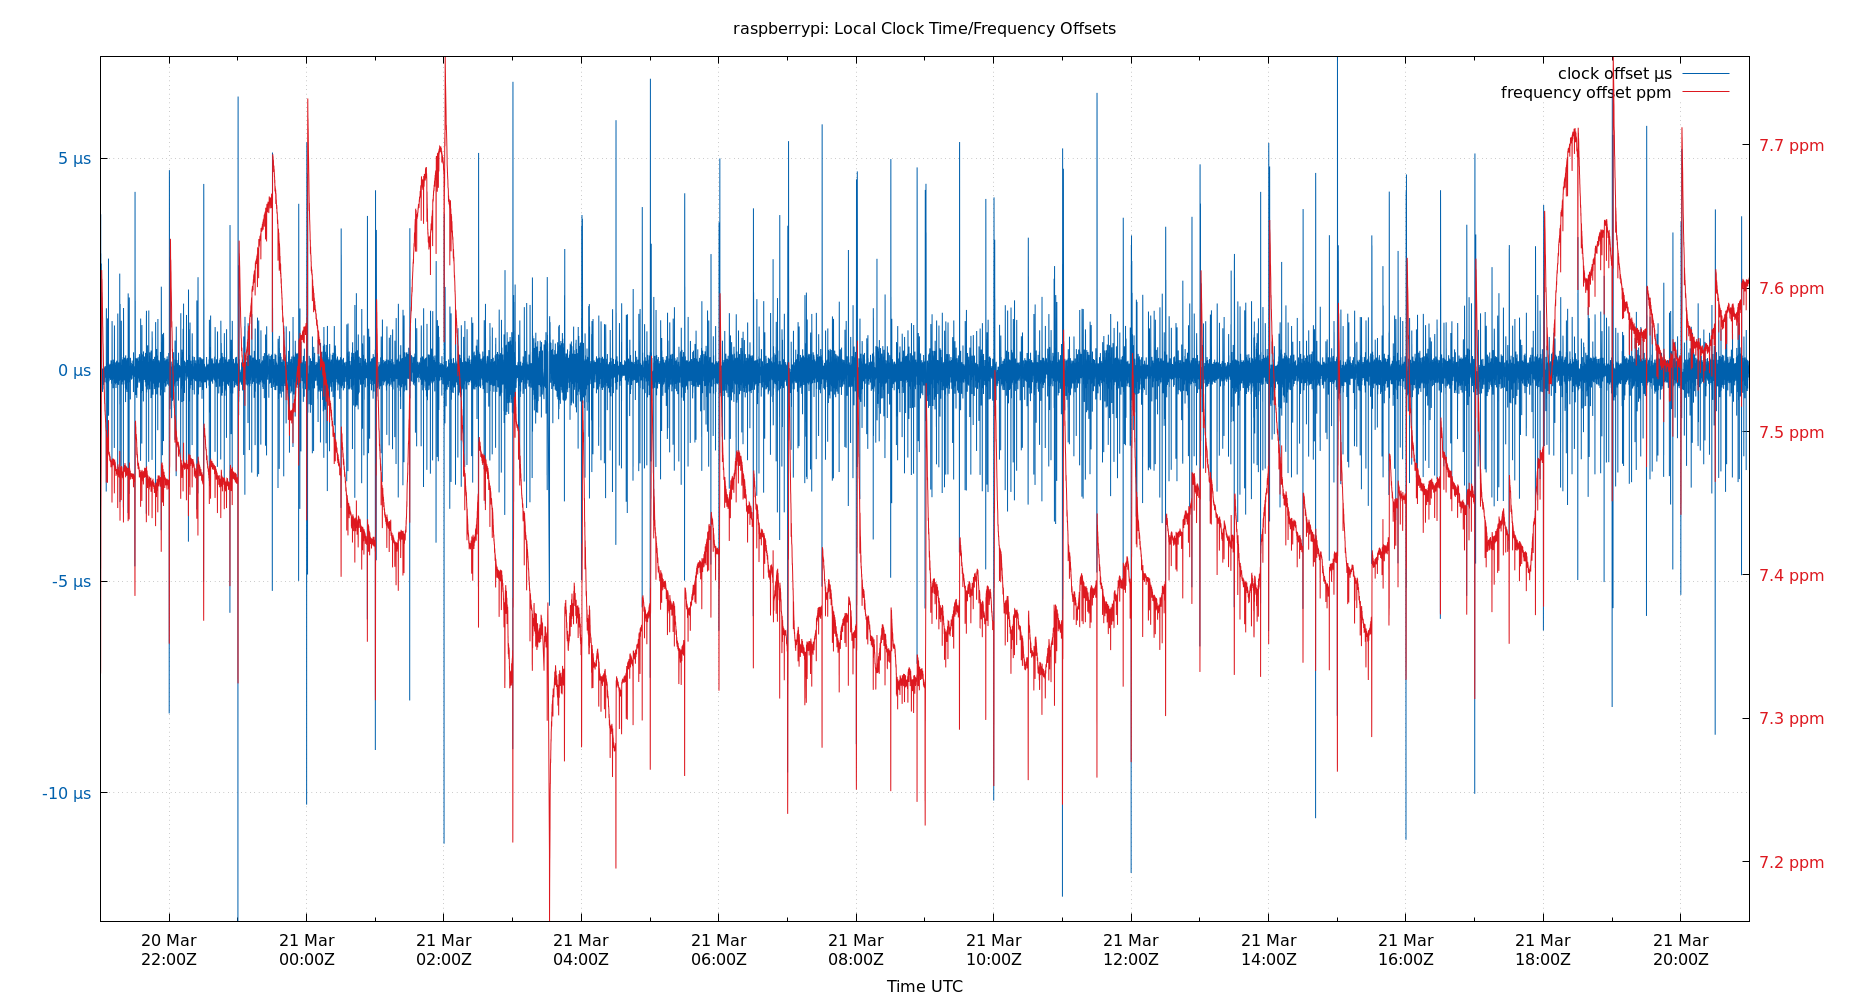 raspberrypi: Local Clock Time/Frequency Offsets
clock offset µs
frequency offset ppm
5 µs
0 µs
-5 µs
-10 µs
7.7 ppm
7.6 ppm
7.5 ppm
7.4 ppm
7.3 ppm
7.2 ppm
20 Mar 21 Mar 21 Mar 21 Mar 21 Mar 21 Mar 21 Mar 21 Mar 21 Mar 21 Mar 21 Mar 21 Mar
22:00Z 00:00Z 02:00Z 04:00Z 06:00Z 08:00Z 10:00Z 12:00Z 14:00Z 16:00Z 18:00Z 20:00Z
Time UTC